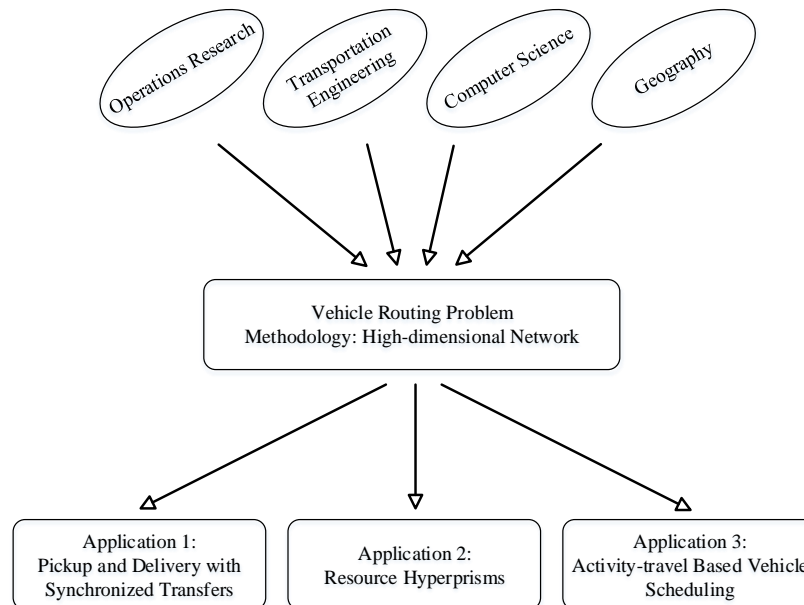 Operations Research
Transportation
Engineering
Computer Science
Geography
Vehicle Routing Problem
Methodology: High-dimensional Network
Application 1:
Pickup and Delivery with
Synchronized Transfers
Application 2:
Resource Hyperprisms
Application 3:
Activity-travel Based Vehicle
Scheduling